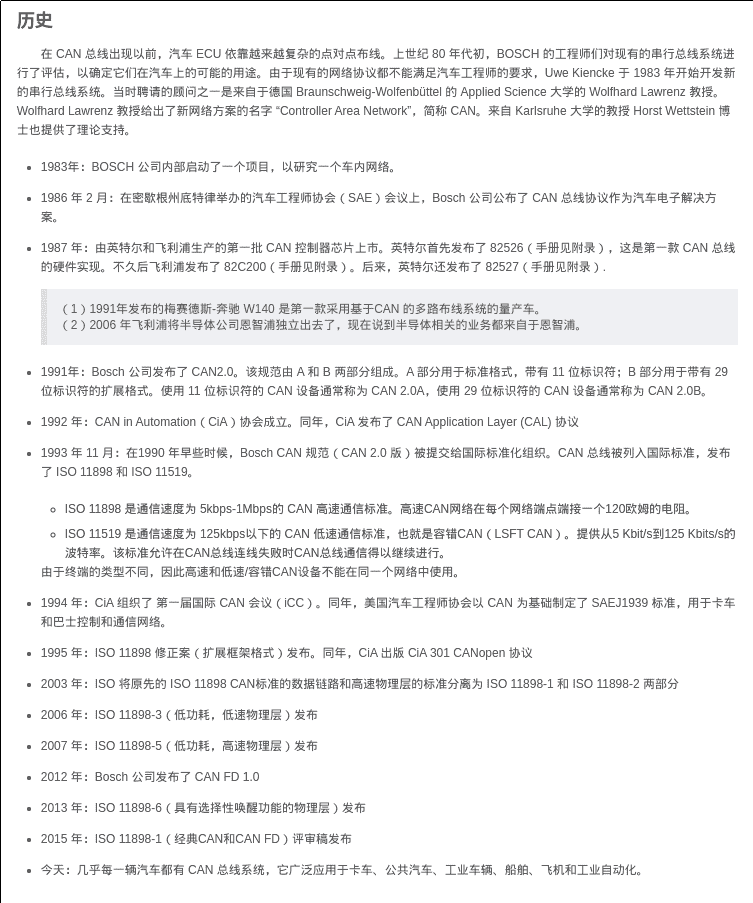 历史
在 CAN 总线出现以前，汽车 ECU 依靠越来越复杂的点对点布线。上世纪 80 年代初，BOSCH 的工程师们对现有的串行总线系统进
行了评估，以确定它们在汽车上的可能的用途。由于现有的网络协议都不能满足汽车工程师的要求，Uwe Kiencke 于 1983 年开始开发新
的串行总线系统。当时聘请的顾问之一是来自于德国 Braunschweig-Wolfenbüttel 的 Applied Science 大学的 Wolfhard Lawrenz 教授。
Wolfhard Lawrenz 教授给出了新网络方案的名字 “Controller Area Network”，简称 CAN。来自 Karlsruhe 大学的教授 Horst Wettstein 博
士也提供了理论支持。
• 1983年：BOSCH 公司内部启动了一个项目，以研究一个车内网络。
• 1986 年 2 月：在密歇根州底特律举办的汽车工程师协会（SAE）会议上，Bosch 公司公布了 CAN 总线协议作为汽车电子解决方
案。
• 1987 年：由英特尔和飞利浦生产的第一批 CAN 控制器芯片上市。英特尔首先发布了 82526（手册见附录），这是第一款 CAN 总线
的硬件实现。不久后飞利浦发布了 82C200（手册见附录）。后来，英特尔还发布了 82527（手册见附录）.
（1）1991年发布的梅赛德斯-奔驰 W140 是第一款采用基于CAN 的多路布线系统的量产车。
（2）2006 年飞利浦将半导体公司恩智浦独立出去了，现在说到半导体相关的业务都来自于恩智浦。
• 1991年：Bosch 公司发布了 CAN2.0。该规范由 A 和 B 两部分组成。A 部分用于标准格式，带有 11 位标识符；B 部分用于带有 29
位标识符的扩展格式。使用 11 位标识符的 CAN 设备通常称为 CAN 2.0A，使用 29 位标识符的 CAN 设备通常称为 CAN 2.0B。
• 1992 年：CAN in Automation（CiA）协会成立。同年，CiA 发布了 CAN Application Layer (CAL) 协议
• 1993 年 11 月：在1990 年早些时候，Bosch CAN 规范（CAN 2.0 版）被提交给国际标准化组织。CAN 总线被列入国际标准，发布
了 ISO 11898 和 ISO 11519。
◦ ISO 11898 是通信速度为 5kbps-1Mbps的 CAN 高速通信标准。高速CAN网络在每个网络端点端接一个120欧姆的电阻。
◦ ISO 11519 是通信速度为 125kbps以下的 CAN 低速通信标准，也就是容错CAN（LSFT CAN）。提供从5 Kbit/s到125 Kbits/s的
波特率。该标准允许在CAN总线连线失败时CAN总线通信得以继续进行。
由于终端的类型不同，因此高速和低速/容错CAN设备不能在同一个网络中使用。
• 1994 年：CiA 组织了 第一届国际 CAN 会议（iCC）。同年，美国汽车工程师协会以 CAN 为基础制定了 SAEJ1939 标准，用于卡车
和巴士控制和通信网络。
• 1995 年：ISO 11898 修正案（扩展框架格式）发布。同年，CiA 出版 CiA 301 CANopen 协议
• 2003 年：ISO 将原先的 ISO 11898 CAN标准的数据链路和高速物理层的标准分离为 ISO 11898-1 和 ISO 11898-2 两部分
• 2006 年：ISO 11898-3（低功耗，低速物理层）发布
• 2007 年：ISO 11898-5（低功耗，高速物理层）发布
• 2012 年：Bosch 公司发布了 CAN FD 1.0
• 2013 年：ISO 11898-6（具有选择性唤醒功能的物理层）发布
• 2015 年：ISO 11898-1（经典CAN和CAN FD）评审稿发布
• 今天：几乎每一辆汽车都有 CAN 总线系统，它广泛应用于卡车、公共汽车、工业车辆、船舶、飞机和工业自动化。